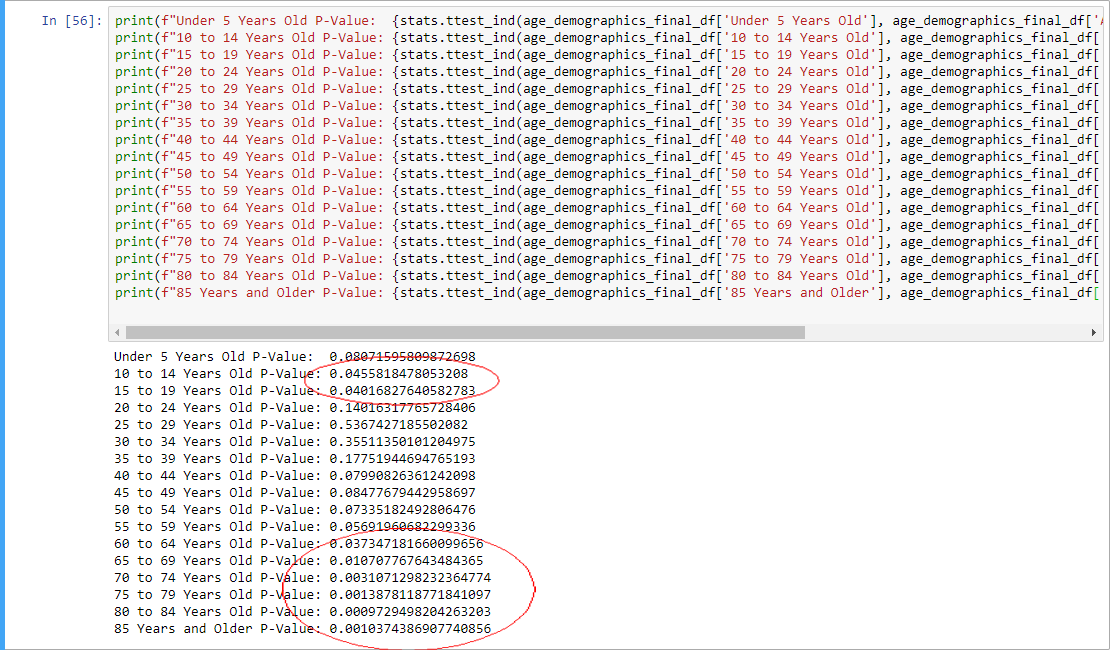 In [56]:
print(f"Under 5 Years Old P-Value:  {stats.ttest_ind(age_demographics_final_df['Under 5 Years Old'], age_demographics_final_df['A
print(f"10 to 14 Years Old P-Value: {stats.ttest_ind(age_demographics_final_df['10 to 14 Years Old'], age_demographics_final_df[
print(f"15 to 19 Years Old P-Value: {stats.ttest_ind(age_demographics_final_df['15 to 19 Years Old'], age_demographics_final_df[
print(f"20 to 24 Years Old P-Value: {stats.ttest_ind(age_demographics_final_df['20 to 24 Years Old'], age_demographics_final_df[
print(f"25 to 29 Years Old P-Value: {stats.ttest_ind(age_demographics_final_df['25 to 29 Years Old'], age_demographics_final_df[
print(f"30 to 34 Years Old P-Value: {stats.ttest_ind(age_demographics_final_df['30 to 34 Years Old'], age_demographics_final_df[
print(f"35 to 39 Years Old P-Value: {stats.ttest_ind(age_demographics_final_df['35 to 39 Years Old'], age_demographics_final_df[
print(f"40 to 44 Years Old P-Value: {stats.ttest_ind(age_demographics_final_df['40 to 44 Years Old'], age_demographics_final_df[
print(f"45 to 49 Years Old P-Value: {stats.ttest_ind(age_demographics_final_df['45 to 49 Years Old'], age_demographics_final_df[
print(f"50 to 54 Years Old P-Value: {stats.ttest_ind(age_demographics_final_df['50 to 54 Years Old'], age_demographics_final_df[
print(f"55 to 59 Years Old P-Value: {stats.ttest_ind(age_demographics_final_df['55 to 59 Years Old'], age_demographics_final_df[
print(f"60 to 64 Years Old P-Value: {stats.ttest_ind(age_demographics_final_df['60 to 64 Years Old'], age_demographics_final_df[
print(f"65 to 69 Years Old P-Value: {stats.ttest_ind(age_demographics_final_df['65 to 69 Years Old'], age_demographics_final_df[
print(f"70 to 74 Years Old P-Value: {stats.ttest_ind(age_demographics_final_df['70 to 74 Years Old'], age_demographics_final_df[
print(f"75 to 79 Years Old P-Value: {stats.ttest_ind(age_demographics_final_df['75 to 79 Years Old'], age_demographics_final_df[
print(f"80 to 84 Years Old P-Value: {stats.ttest_ind(age_demographics_final_df['80 to 84 Years Old'], age_demographics_final_df[
print(f"85 Years and Older P-Value: {stats.ttest_ind(age_demographics_final_df['85 Years and Older'], age_demographics_final_df[
Under 5 Years Old P-Value:  0.08071595809872698
10 to 14 Years Old P-Value: 0.0455818478053208
15 to 19 Years Old P-Value: 0.04016827640582783
20 to 24 Years Old P-Value: 0.14016317765728406
25 to 29 Years Old P-Value: 0.5367427185502082
30 to 34 Years Old P-Value: 0.35511350101204975
35 to 39 Years Old P-Value: 0.17751944694765193
40 to 44 Years Old P-Value: 0.07990826361242098
45 to 49 Years Old P-Value: 0.08477679442958697
50 to 54 Years Old P-Value: 0.07335182492806476
55 to 59 Years Old P-Value: 0.05691960682299336
60 to 64 Years Old P-Value: 0.037347181660099656
65 to 69 Years Old P-Value: 0.010707767643484365
70 to 74 Years Old P-Value: 0.0031071298232364774
75 to 79 Years Old P-Value: 0.0013878118771841097
80 to 84 Years Old P-Value: 0.0009729498204263203
85 Years and Older P-Value: 0.0010374386907740856